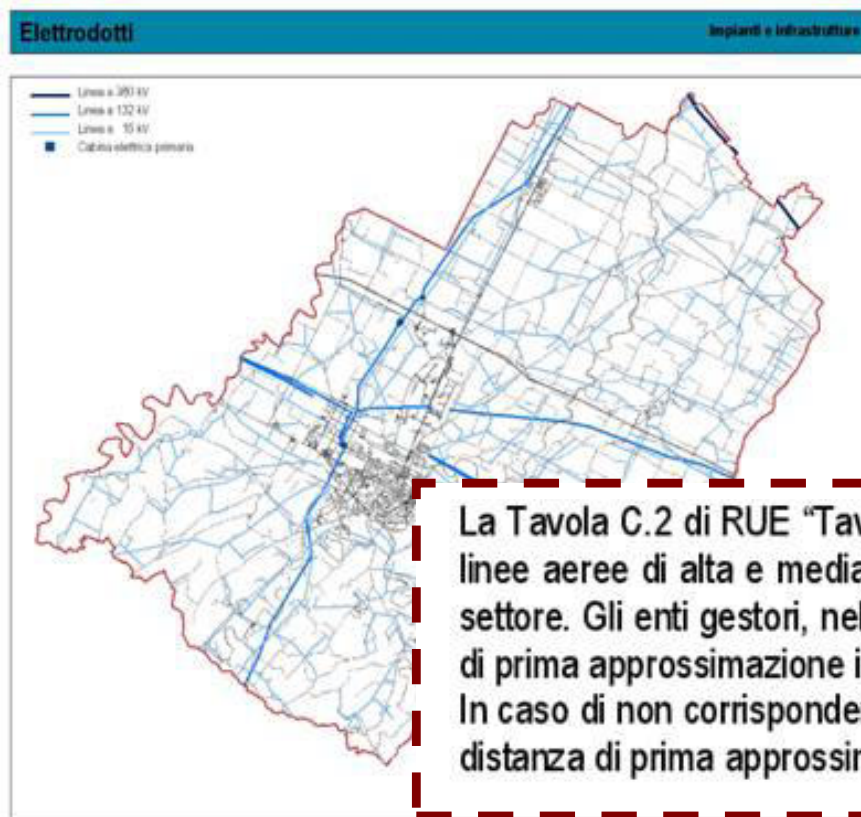 Elettrodotti
Impianti e infrastrutture
Linea a 380 kV
Linea a 132 kV
Linea a 15 kV
Cabina elettrica primaria
La Tavola C.2 di RUE “Tav
linee aeree di alta e media
settore. Gli enti gestori, nel
di prima approssimazione i
In caso di non corrisponde
distanza di prima approssi